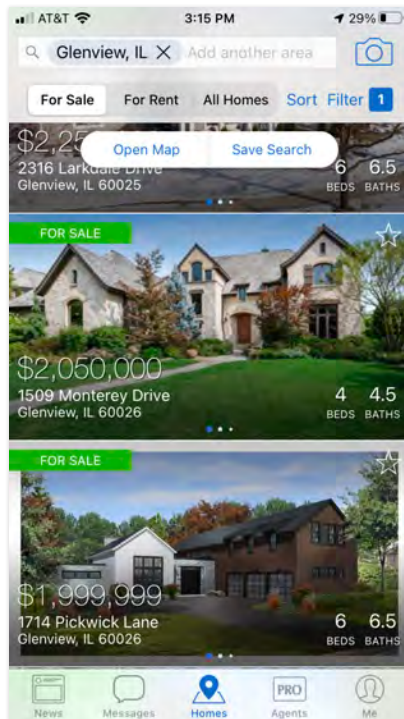 AT&T 3:15 PM 29%
Glenview, IL X Add another area
For Sale For Rent All Homes Sort Filter 1
Open Map Save Search
2316 Larkdale Drive
Glenview, IL 60025
6 6.5
BEDS BATHS
FOR SALE
$2,050,000
1509 Monterey Drive
Glenview, IL 60026
4 4.5
BEDS BATHS
FOR SALE
$1,999,999
1714 Pickwick Lane
Glenview, IL 60026
6 6.5
BEDS BATHS
PRO
News Messages Homes Agents Me